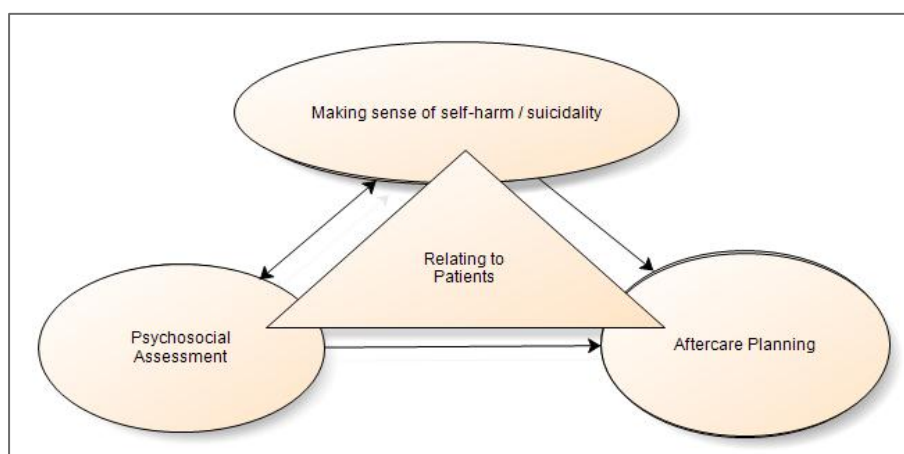 Making sense of self-harm / suicidality
Relating to
Patients
Psychosocial
Assessment
Aftercare Planning